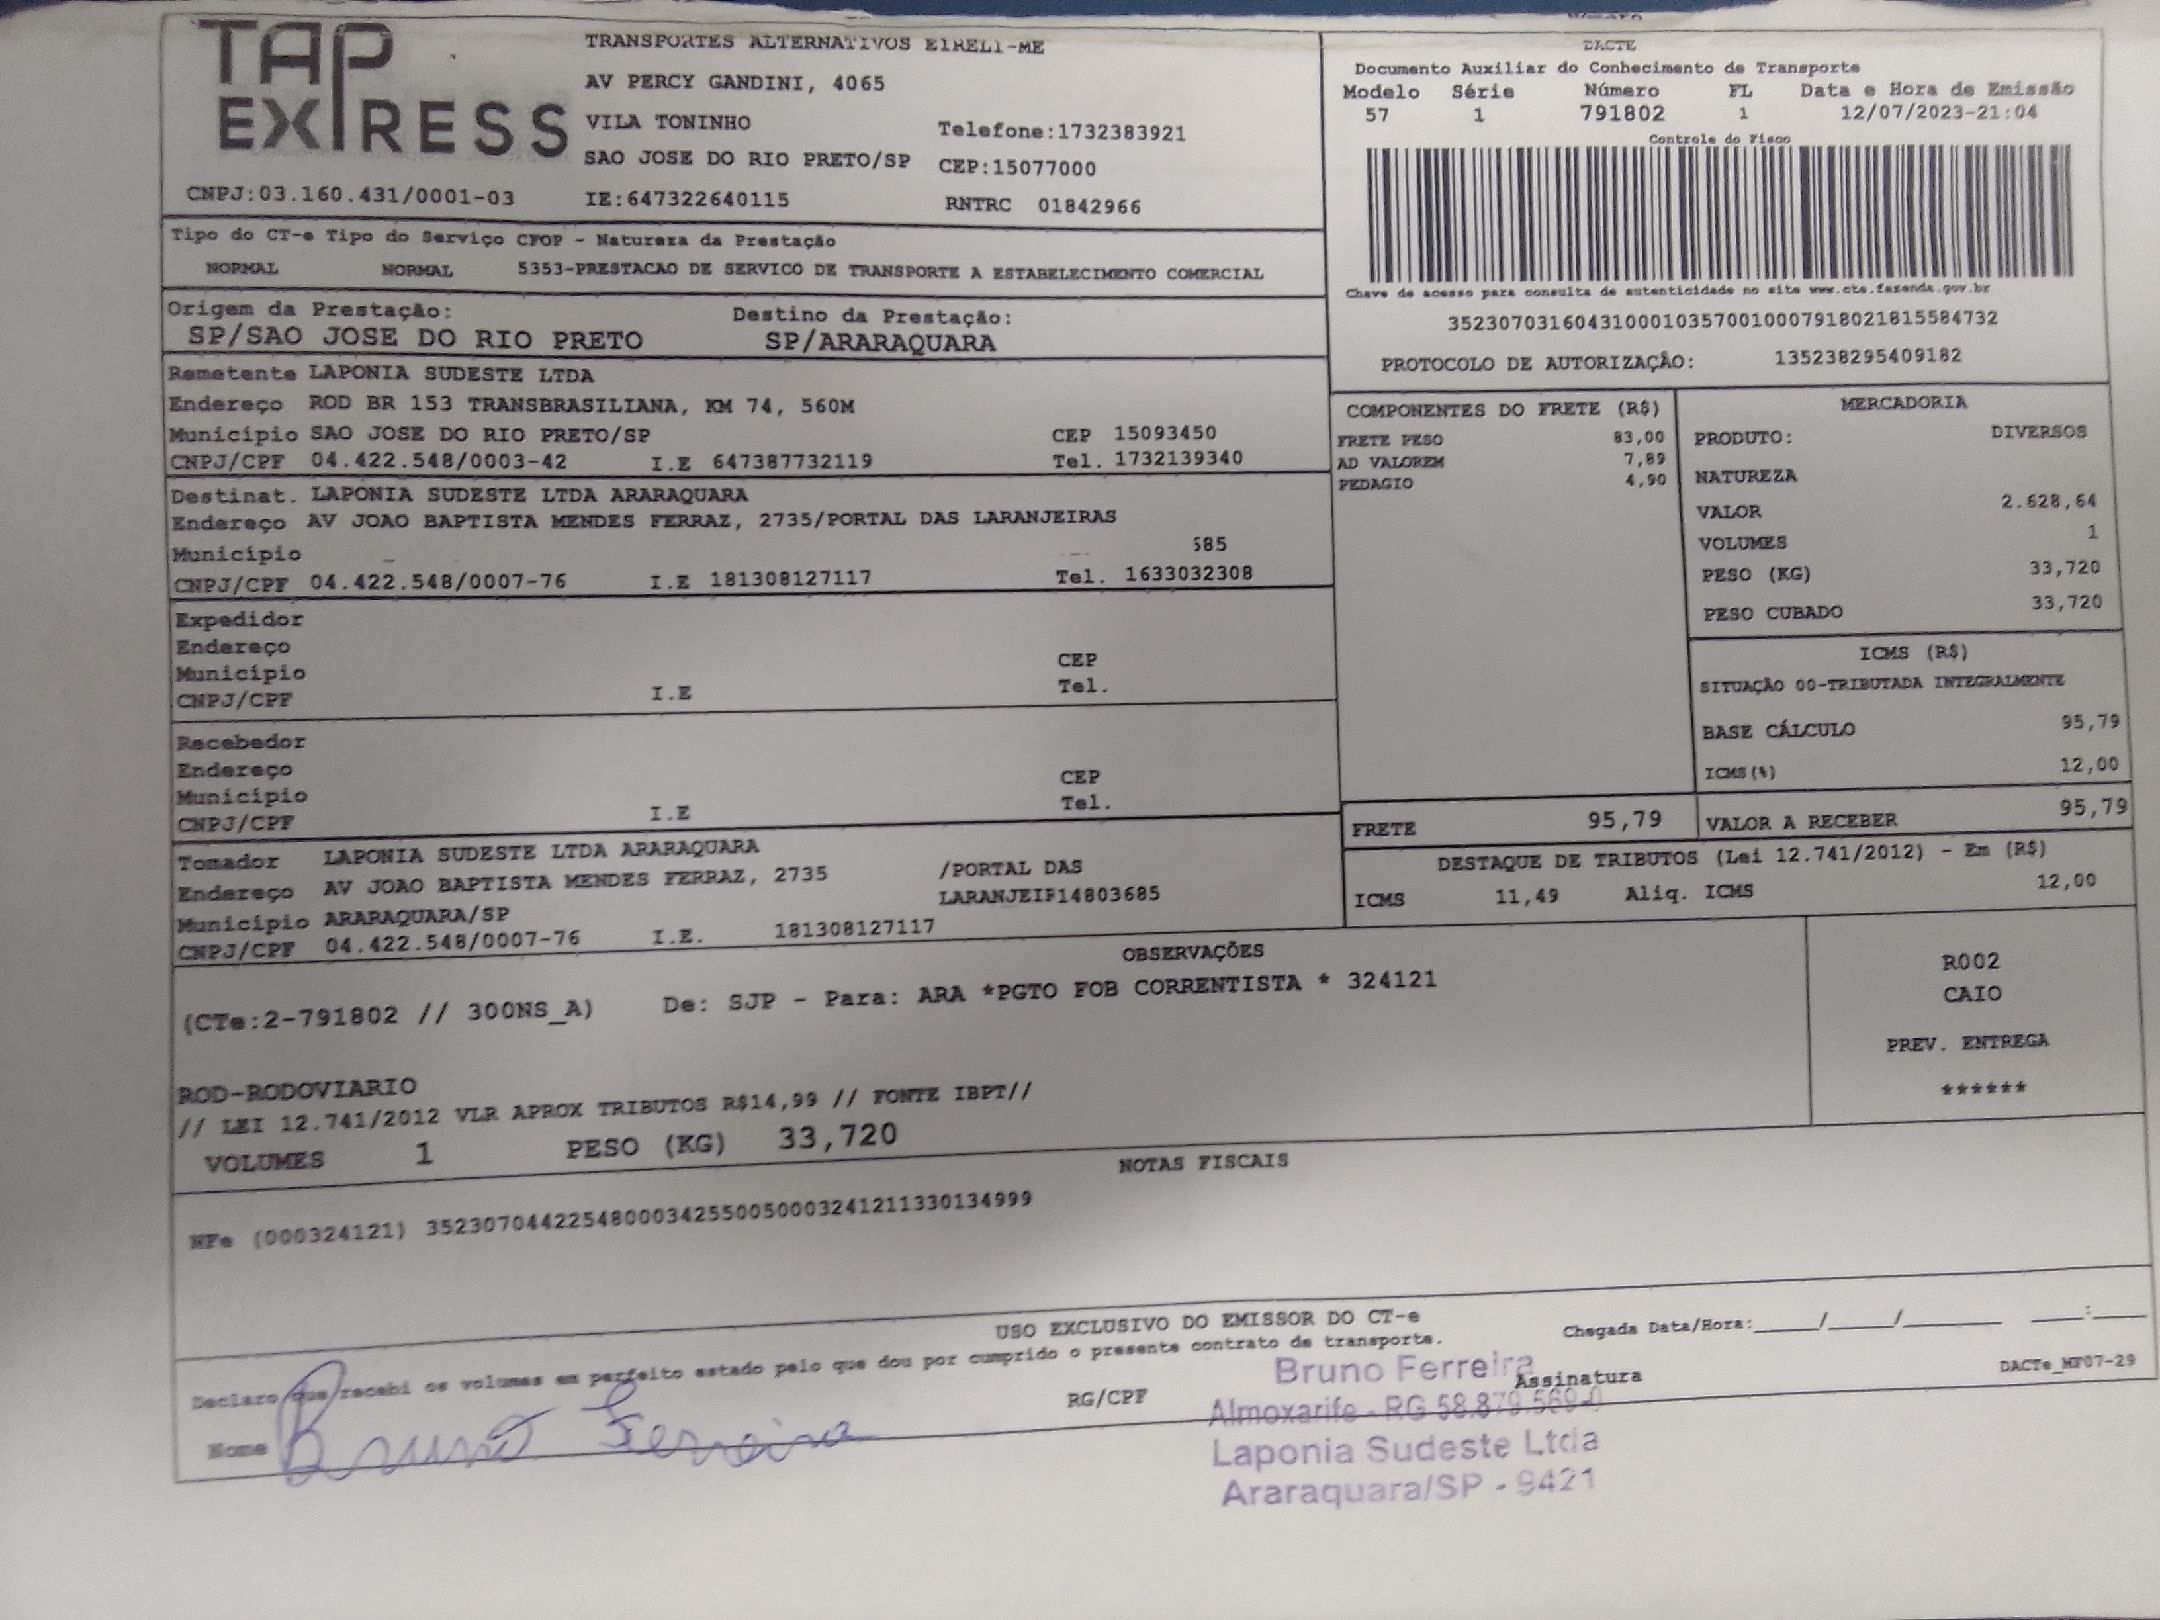 TAP EXPRESS
TRANSPORTES ALTERNATIVOS EIRELI-ME
AV PERCY GANDINI, 4065
VILA TONINHO
Telefone:1732383921
SAO JOSE DO RIO PRETO/SP CEP:15077000
CNPJ:03.160.431/0001-03 IE:647322640115 RNTRC 01842966
DACTE
Documento Auxiliar do Conhecimento de Transporte
Modelo Série Número FL Data e Hora de Emissão
57 1 791802 1 12/07/2023-21:04
Controle do Fisco
Chave de acesso para consulta de autenticidade no site www.cte.fazenda.gov.br
35230703160431000103570010007918021815584732
PROTOCOLO DE AUTORIZAÇÃO: 135238295409182
Tipo do CT-e Tipo do Serviço CFOP - Natureza da Prestação
NORMAL NORMAL 5353-PRESTACAO DE SERVICO DE TRANSPORTE A ESTABELECIMENTO COMERCIAL
Origem da Prestação: Destino da Prestação:
SP/SAO JOSE DO RIO PRETO SP/ARARAQUARA
Remetente LAPONIA SUDESTE LTDA
Endereço ROD BR 153 TRANSBRASILIANA, KM 74, 560M
Município SAO JOSE DO RIO PRETO/SP CEP 15093450
CNPJ/CPF 04.422.548/0003-42 I.E 647387732119 Tel. 1732139340
Destinat. LAPONIA SUDESTE LTDA ARARAQUARA
Endereço AV JOAO BAPTISTA MENDES FERRAZ, 2735/PORTAL DAS LARANJEIRAS
Município 585
CNPJ/CPF 04.422.548/0007-76 I.E 181308127117 Tel. 1633032308
Expedidor
Endereço
Município CEP
CNPJ/CPF I.E Tel.
Recebedor
Endereço
Município CEP
CNPJ/CPF I.E Tel.
Tomador LAPONIA SUDESTE LTDA ARARAQUARA
Endereço AV JOAO BAPTISTA MENDES FERRAZ, 2735 /PORTAL DAS
LARANJEIR14803685
Município ARARAQUARA/SP
CNPJ/CPF 04.422.548/0007-76 I.E. 181308127117
COMPONENTES DO FRETE (R$)
FRETE PESO 83,00
AD VALOREM 7,89
PEDAGIO 4,90
MERCADORIA
PRODUTO: DIVERSOS
NATUREZA
VALOR 2.628,64
VOLUMES 1
PESO (KG) 33,720
PESO CUBADO 33,720
ICMS (R$)
SITUAÇÃO 00-TRIBUTADA INTEGRALMENTE
BASE CÁLCULO 95,79
ICMS(%) 12,00
FRETE 95,79 VALOR A RECEBER 95,79
DESTAQUE DE TRIBUTOS (Lei 12.741/2012) - Em (R$)
ICMS 11,49 Aliq. ICMS 12,00
OBSERVAÇÕES
(CTe:2-791802 // 300NS_A) De: SJP - Para: ARA *PGTO FOB CORRENTISTA * 324121
R002
CAIO
PREV. ENTREGA
******
ROD-RODOVIARIO
// LEI 12.741/2012 VLR APROX TRIBUTOS R$14,99 // FONTE IBPT//
VOLUMES 1 PESO (KG) 33,720
NOTAS FISCAIS
NFe (000324121) 35230704422548000342550050003241211330134999
USO EXCLUSIVO DO EMISSOR DO CT-e
Declaro que recebi os volumes em perfeito estado pelo que dou por cumprido o presente contrato de transporte.
Chegada Data/Hora:_____/_____/_______ ____:____
Nome Bruno Ferreira RG/CPF Assinatura DACTe_MF07-29
Bruno Ferreira
Almoxarife - RG 58.879.569-0
Laponia Sudeste Ltda
Araraquara/SP - 9421